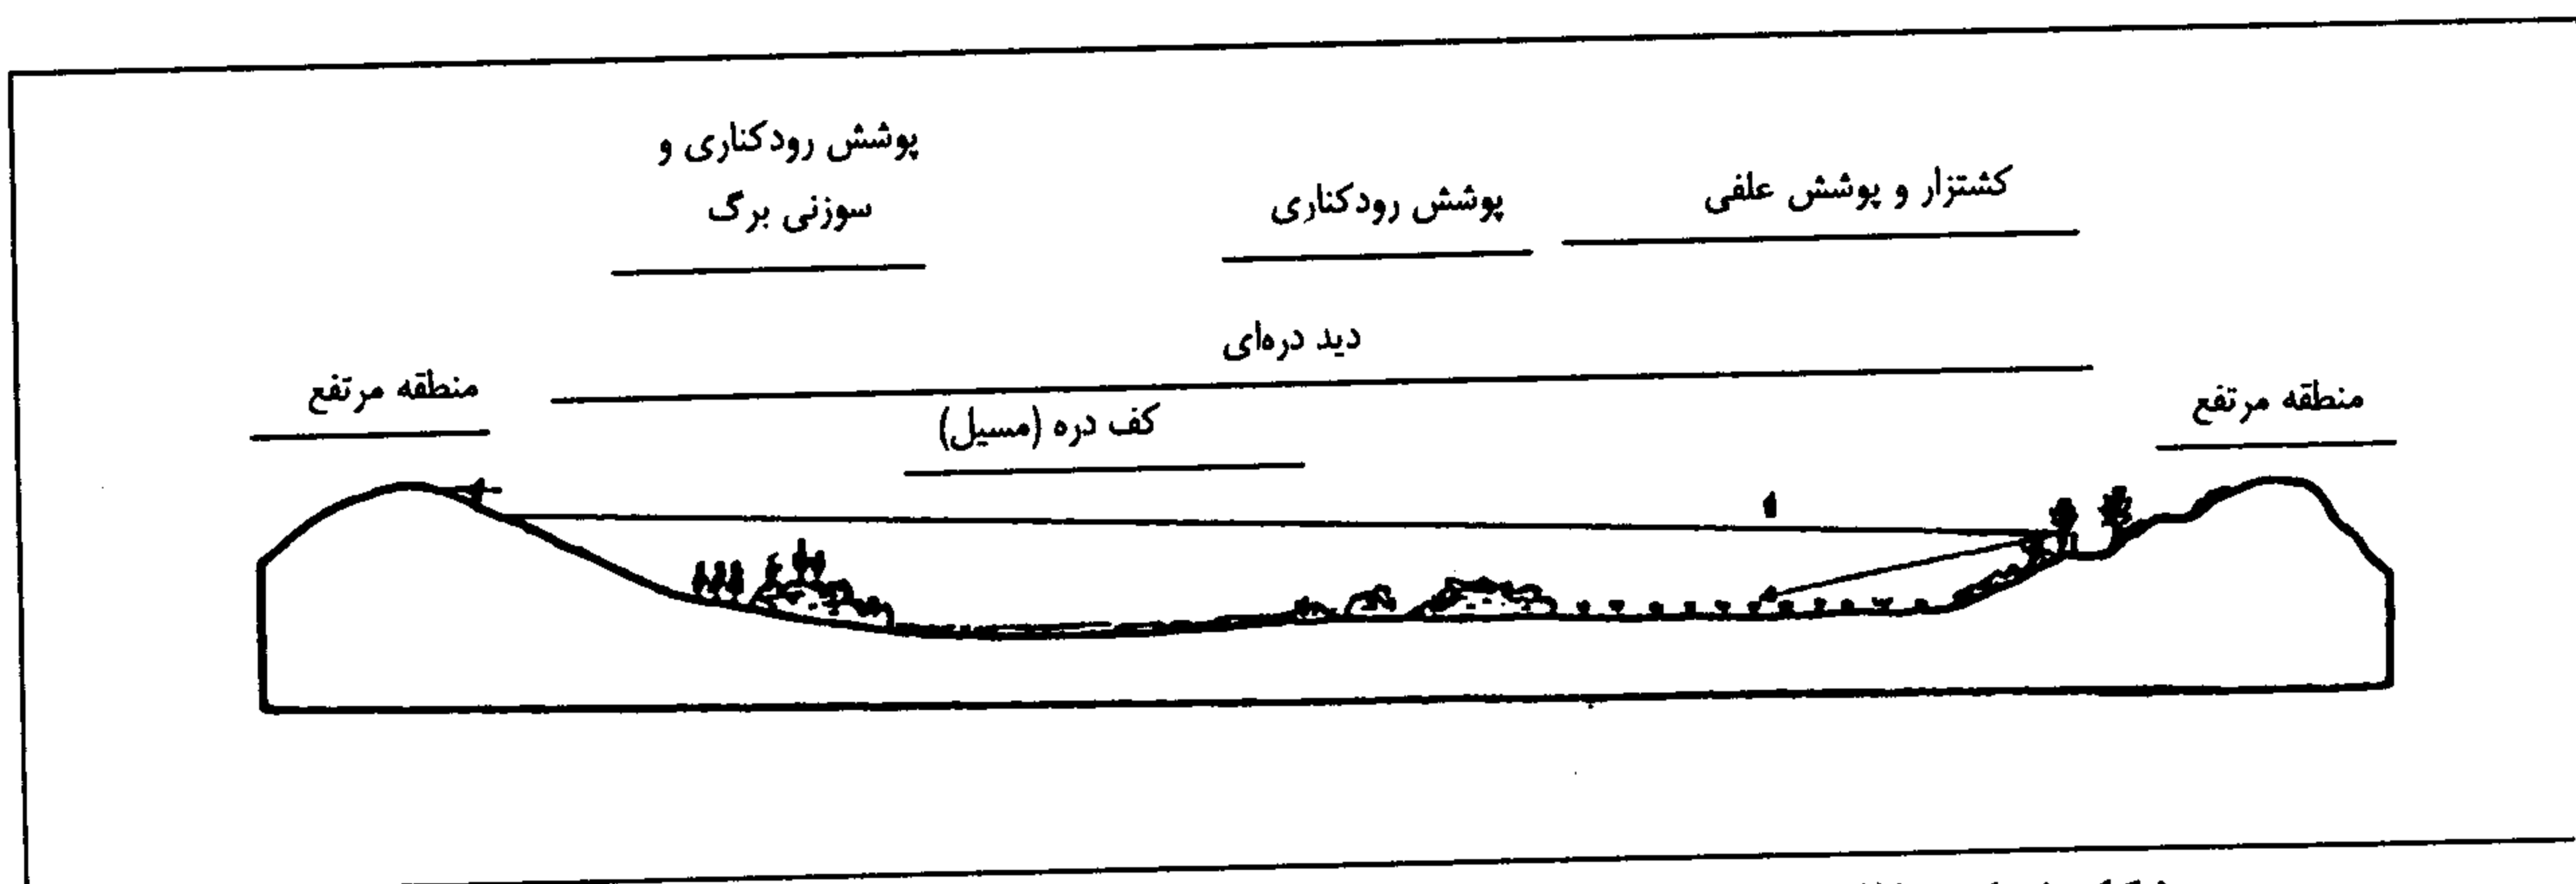 پوشش رودکناری و
سوزنی برگ
پوشش رودکناری
کشتزار و پوشش علفی
دید دره‌ای
منطقه مرتفع
کف دره (مسیل)
منطقه مرتفع